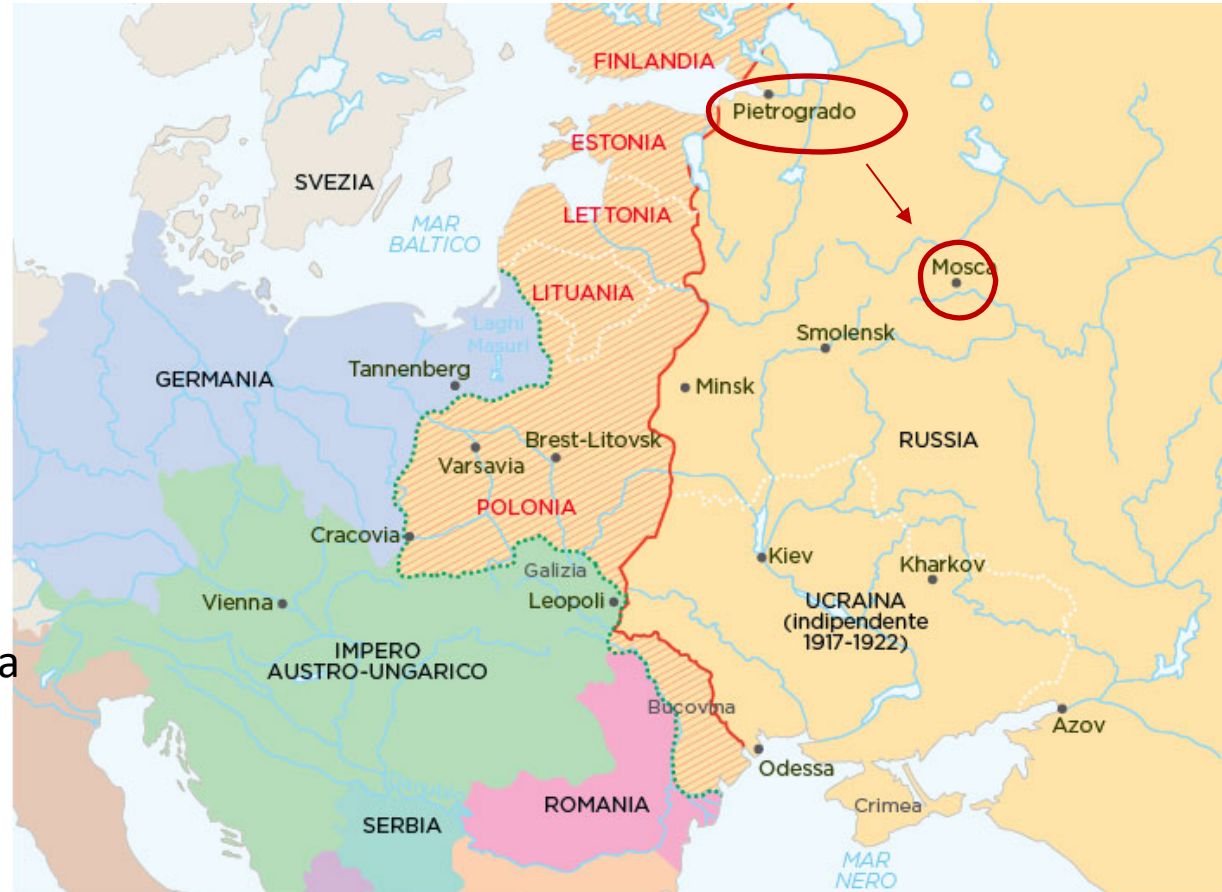 FINLANDIA
Pietrogrado
ESTONIA
SVEZIA
LETTONIA
MAR
BALTICO
Mosca
LITUANIA
Laghi
Masuri
Smolensk
GERMANIA
Tannenberg
Minsk
RUSSIA
Brest-Litovsk
Varsavia
POLONIA
Cracovia
Galizia
Kiev
Kharkov
Vienna
Leopoli
UCRAINA
(indipendente
1917-1922)
IMPERO
AUSTRO-UNGARICO
a
Bucovina
Azov
Odessa
ROMANIA
Crimea
SERBIA
MAR
NERO